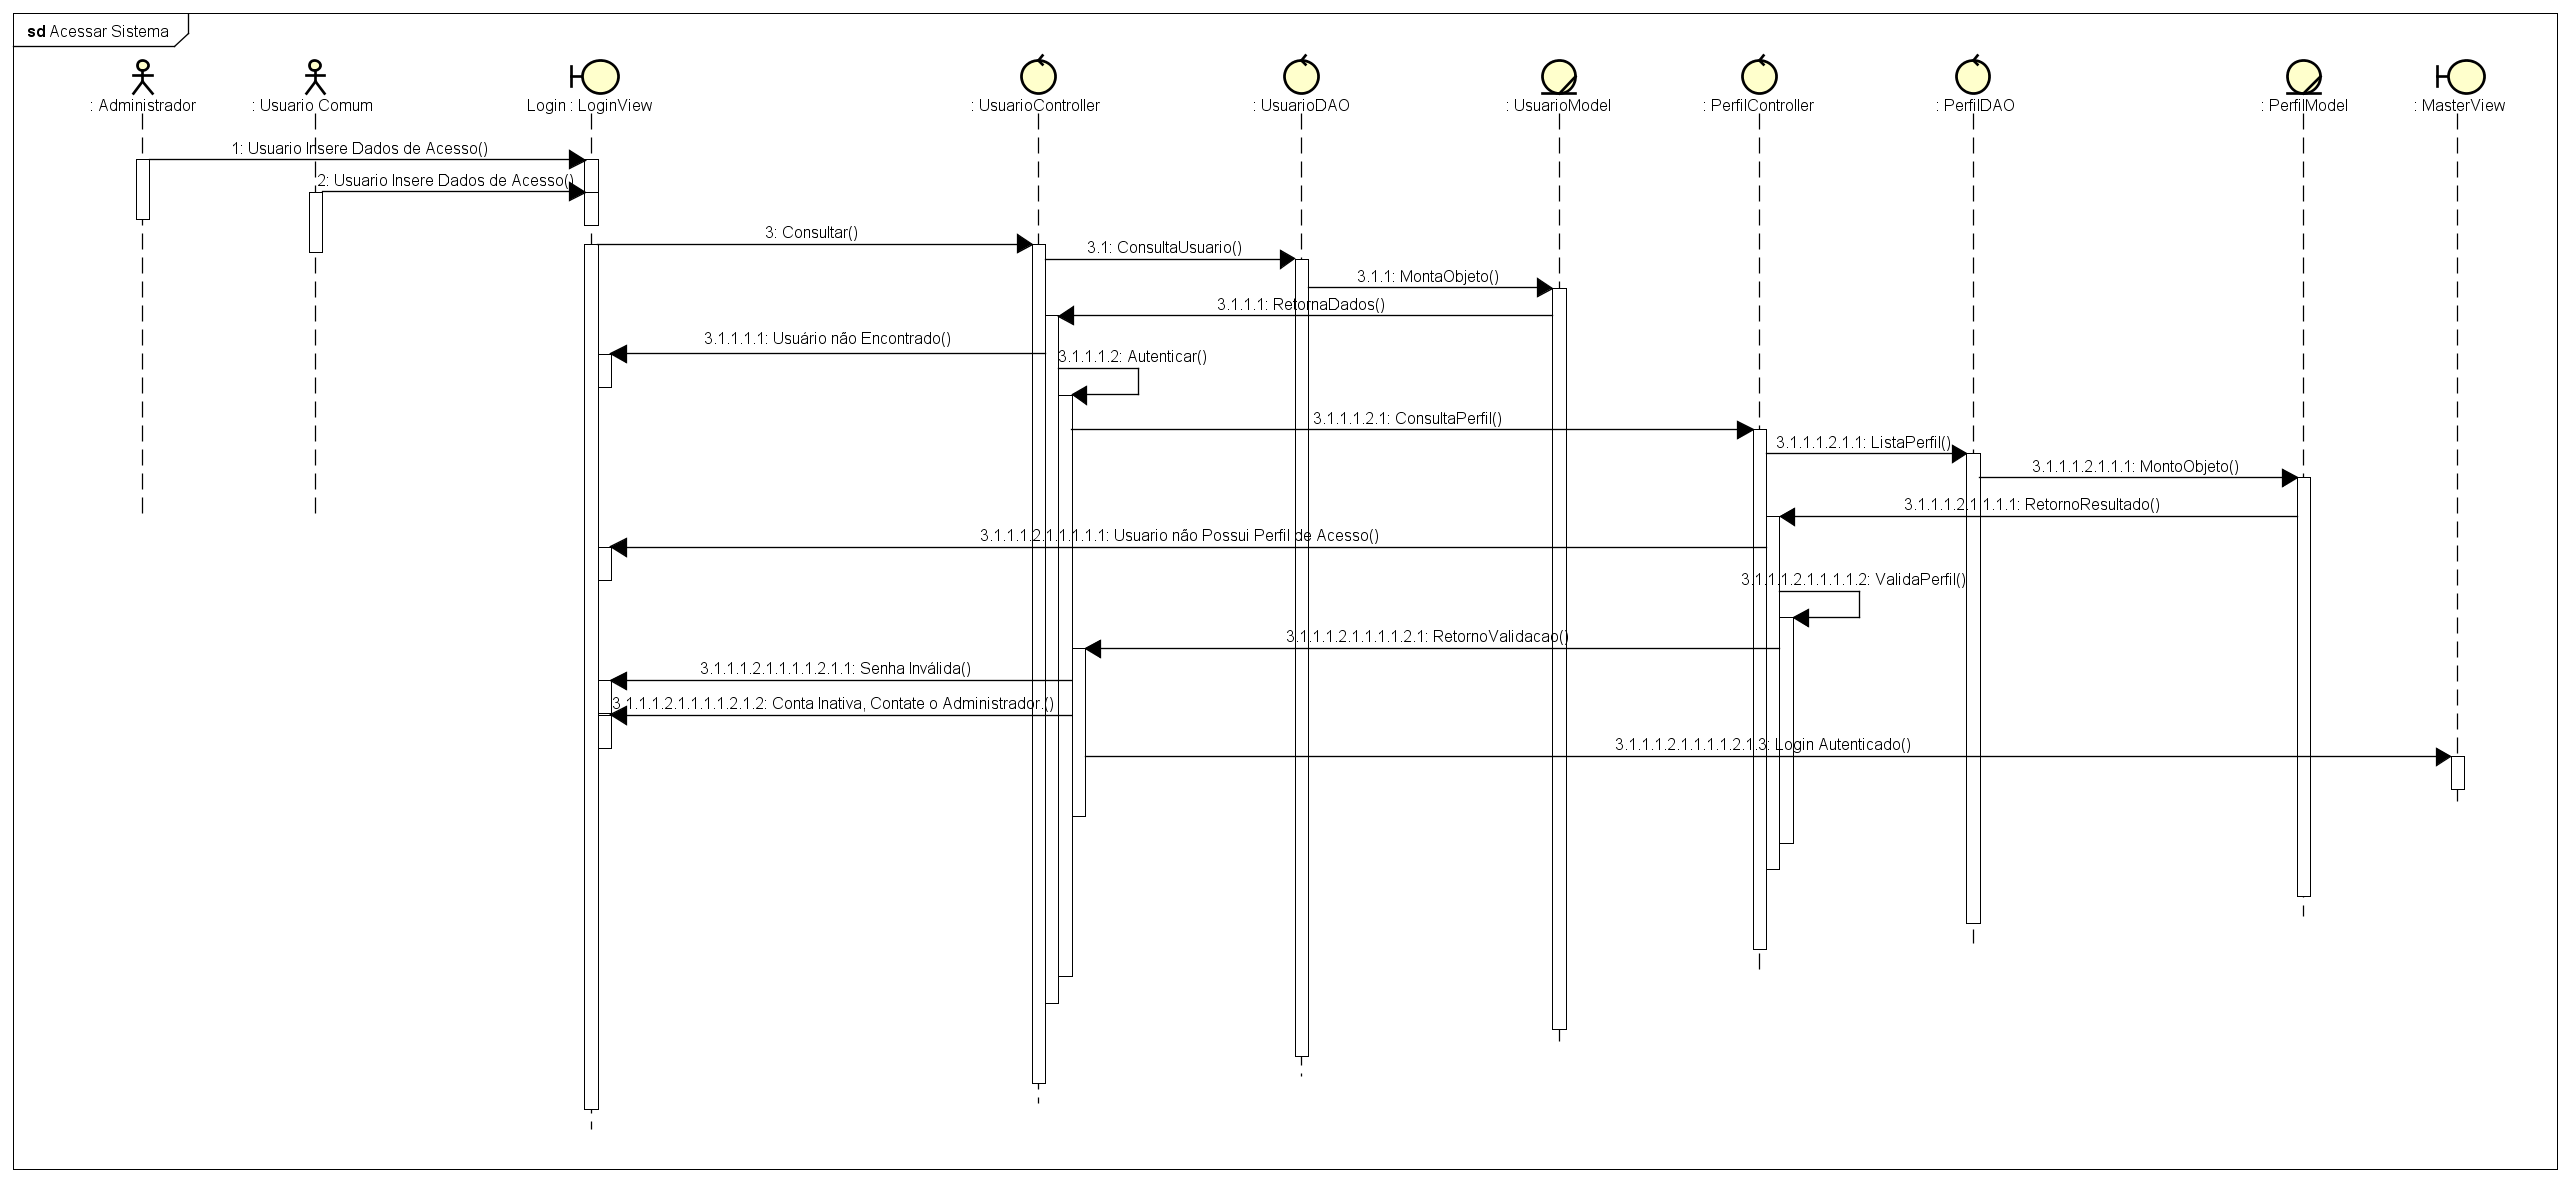 sd Acessar Sistema
: Administrador
: Usuario Comum
Login : LoginView
: UsuarioController
: UsuarioDAO
: UsuarioModel
: PerfilController
: PerfilDAO
: PerfilModel
: MasterView
1: Usuario Insere Dados de Acesso()
2: Usuario Insere Dados de Acesso()
3: Consultar()
3.1: ConsultaUsuario()
3.1.1: MontaObjeto()
3.1.1.1: RetornaDados()
3.1.1.1.1: Usuário não Encontrado()
3.1.1.1.2: Autenticar()
3.1.1.1.2.1: ConsultaPerfil()
3.1.1.1.2.1.1: ListaPerfil()
3.1.1.1.2.1.1.1: MontoObjeto()
3.1.1.1.2.1.1.1.1: RetornoResultado()
3.1.1.1.2.1.1.1.1.1: Usuario não Possui Perfil de Acesso()
3.1.1.1.2.1.1.1.1.2: ValidaPerfil()
3.1.1.1.2.1.1.1.1.2.1: RetornoValidacao()
3.1.1.1.2.1.1.1.1.2.1.1: Senha Inválida()
3.1.1.1.2.1.1.1.1.2.1.2: Conta Inativa, Contate o Administrador.()
3.1.1.1.2.1.1.1.1.2.1.3: Login Autenticado()